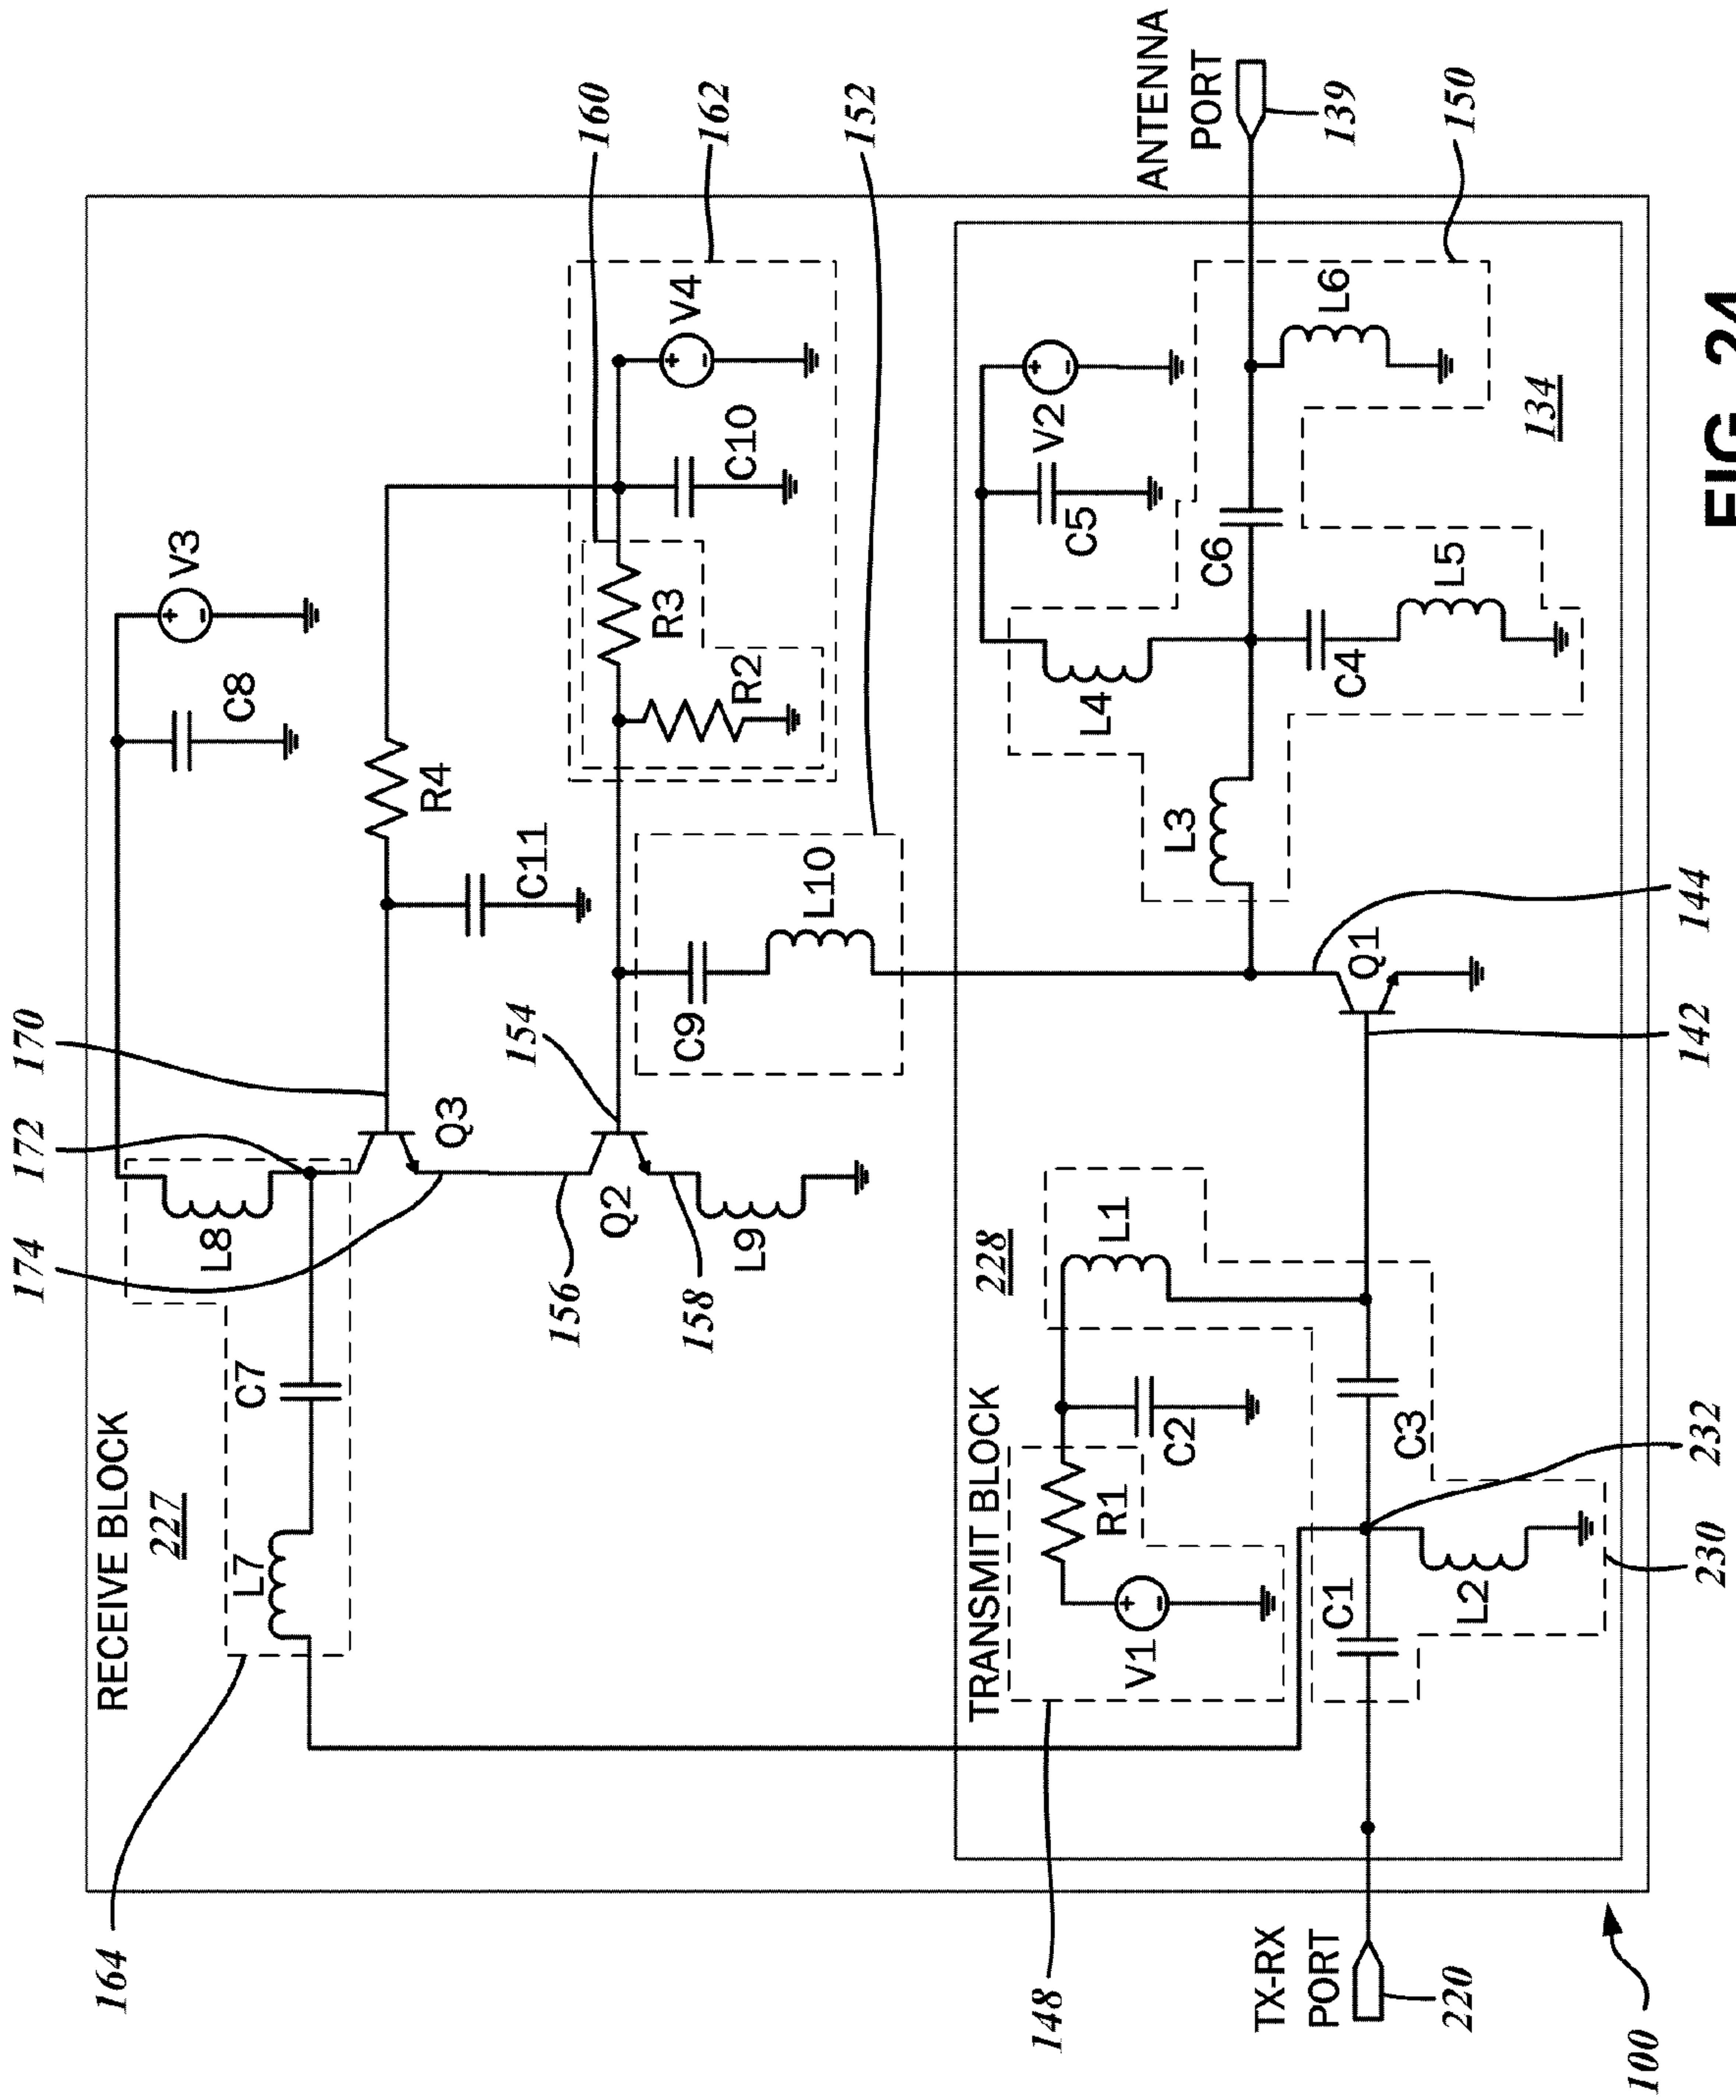 164
174
172
170
RECEIVE BLOCK
227
L7
C7
L8
Q3
R4
C11
C8
V3
156
Q2
154
158
L9
C9
L10
R2
R3
C10
V4
160
162
152
148
TRANSMIT BLOCK
228
V1
R1
C2
L1
C1
L2
C3
TX-RX
PORT
220
100
230
232
142
Q1
144
L3
L4
C5
V2
C6
C4
L5
L6
134
ANTENNA
PORT
139
150
FIG. 24